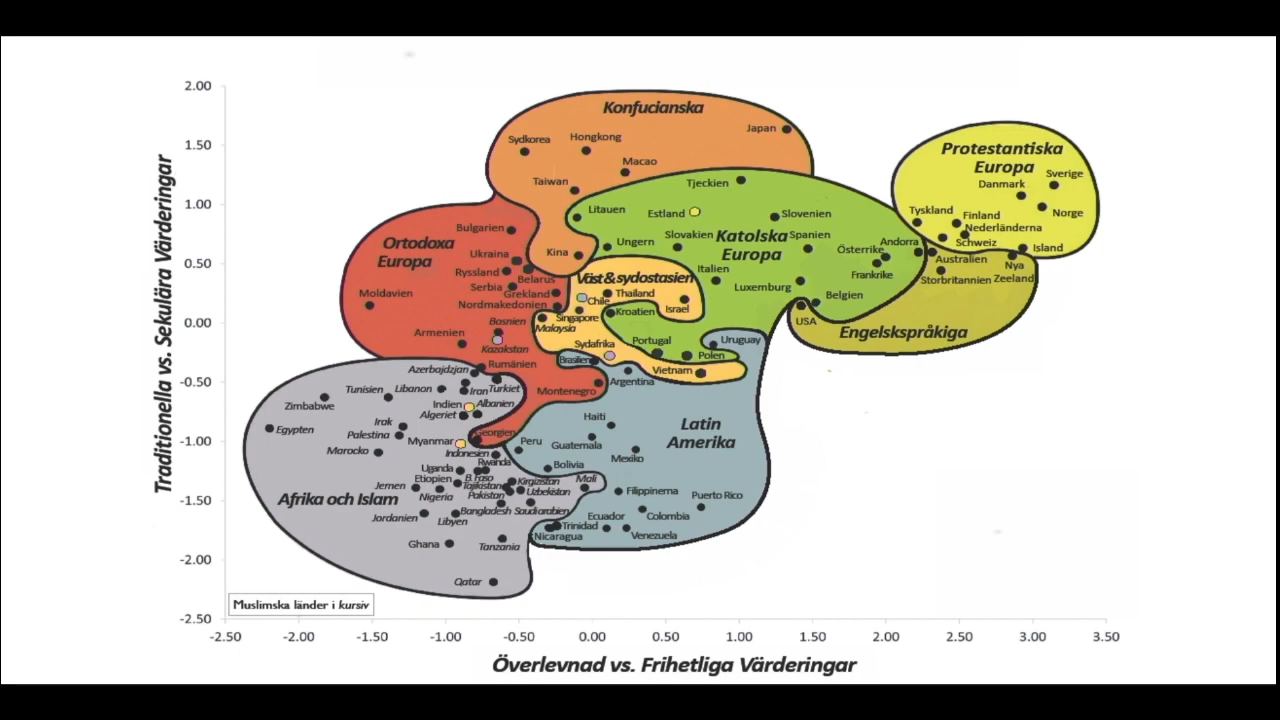 2.00
1.50
1.00
0.50
0.00
-0.50
-1.00
-1.50
-2.00
-2.50
Traditionella vs. Sekulära Värderingar
Konfucianska
Japan
Sydkorea
Hongkong
Macao
Taiwan
Kina
Protestantiska
Europa
Sverige
Danmark
Norge
Tyskland
Finland
Nederländerna
Schweiz
Island
Andorra
Australien
Storbritannien
Nya
Zeeland
USA
Engelskspråkiga
Katolska
Europa
Tjeckien
Litauen
Estland
Slovenien
Ungern
Slovakien
Spanien
Österrike
Frankrike
Italien
Luxemburg
Belgien
Kroatien
Portugal
Polen
Ortodoxa
Europa
Bulgarien
Ukraina
Ryssland
Belarus
Serbia
Grekland
Nordmakedonien
Moldavien
Bosnien
Armenien
Kazakstan
Rumänien
Montenegro
Georgien
Väst & sydostasien
Thailand
Chile
Israel
Singapore
Malaysia
Sydafrika
Vietnam
Latin
Amerika
Uruguay
Brasilien
Argentina
Haiti
Guatemala
Peru
Mexiko
Bolivia
Filippinerna
Puerto Rico
Ecuador
Colombia
Trinidad
Nicaragua
Venezuela
Afrika och Islam
Azerbajdzjan
Tunisien
Libanon
Iran
Turkiet
Zimbabwe
Indien
Albanien
Algeriet
Egypten
Irak
Palestina
Myanmar
Marocko
Indonesien
Rwanda
Uganda
B. Faso
Etiopien
Jemen
Nigeria
Tajikistan
Kirgizistan
Mali
Pakistan
Uzbekistan
Bangladesh
Saudiarabien
Jordanien
Libyen
Ghana
Tanzania
Qatar
Muslimska länder i kursiv
-2.50
-2.00
-1.50
-1.00
-0.50
0.00
0.50
1.00
1.50
2.00
2.50
3.00
3.50
Överlevnad vs. Frihetliga Värderingar